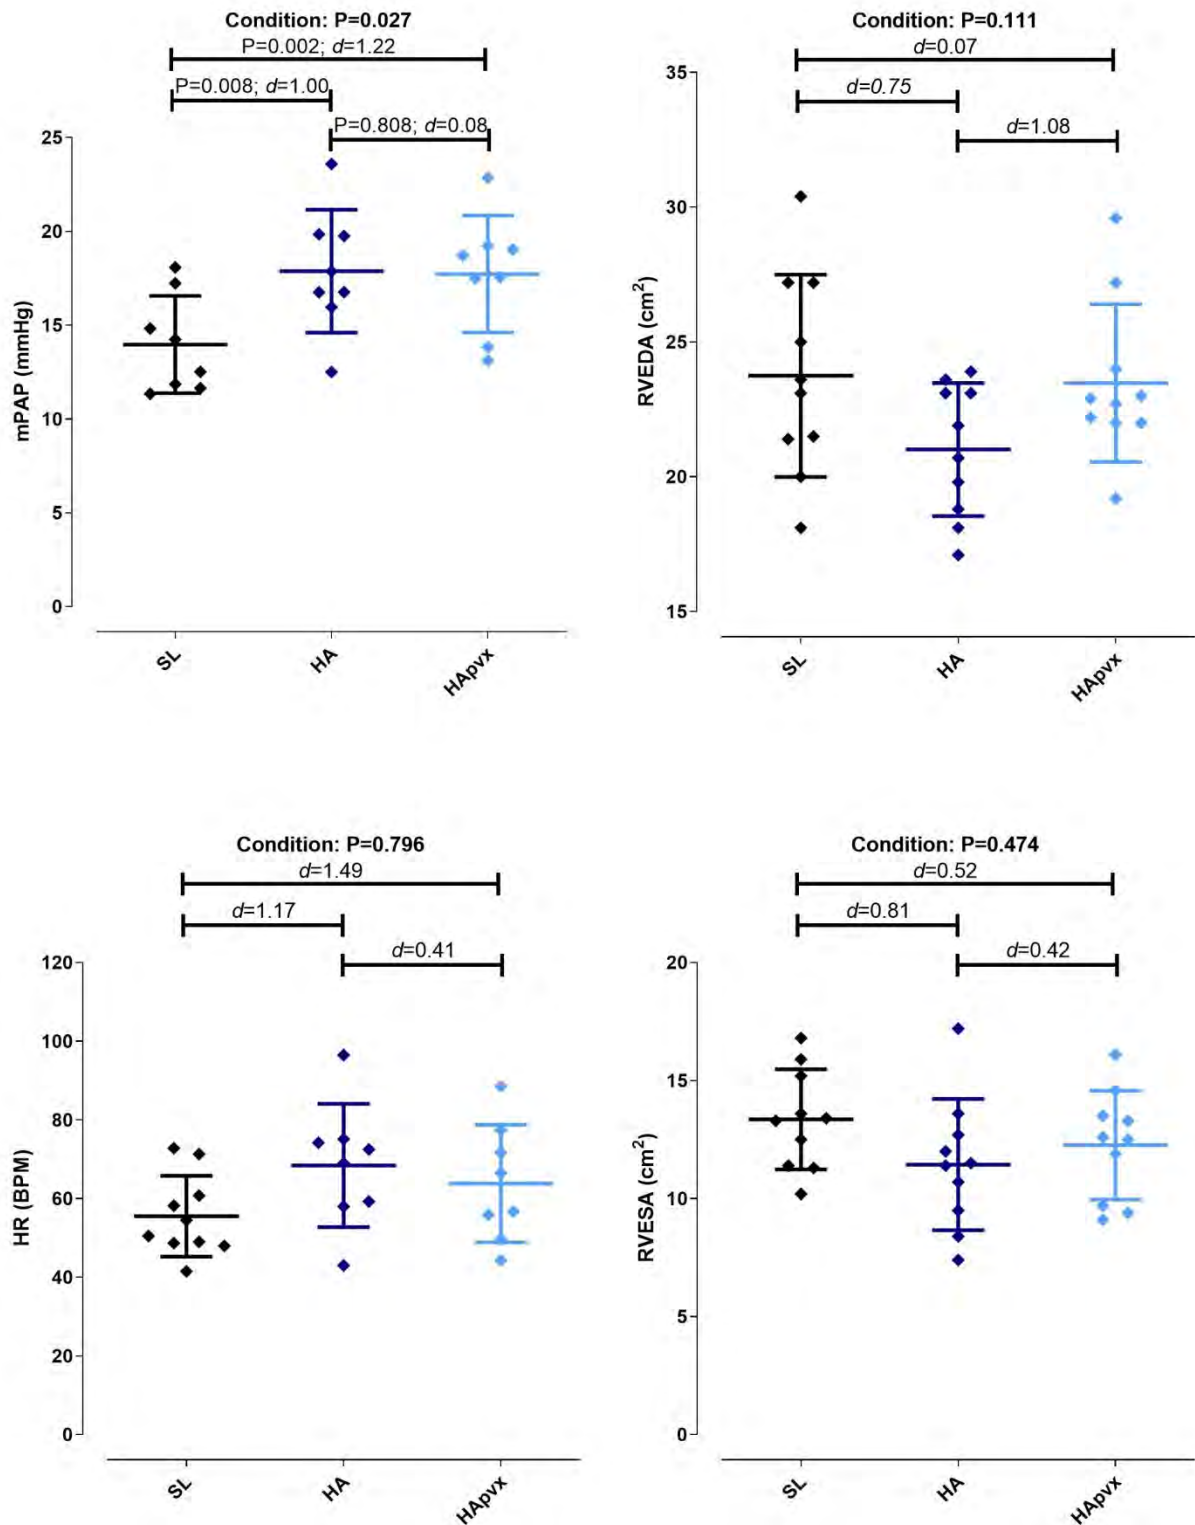 Condition: P=0.027
P=0.002; d=1.22
P=0.008; d=1.00
P=0.808; d=0.08
mPAP (mmHg)
25
20
15
10
5
0
SL
HA
HApvx
Condition: P=0.111
d=0.07
d=0.75
d=1.08
RVEDA (cm²)
35
30
25
20
15
SL
HA
HApvx
Condition: P=0.796
d=1.49
d=1.17
d=0.41
HR (BPM)
120
100
80
60
40
20
0
SL
HA
HApvx
Condition: P=0.474
d=0.52
d=0.81
d=0.42
RVESA (cm²)
20
15
10
5
0
SL
HA
HApvx